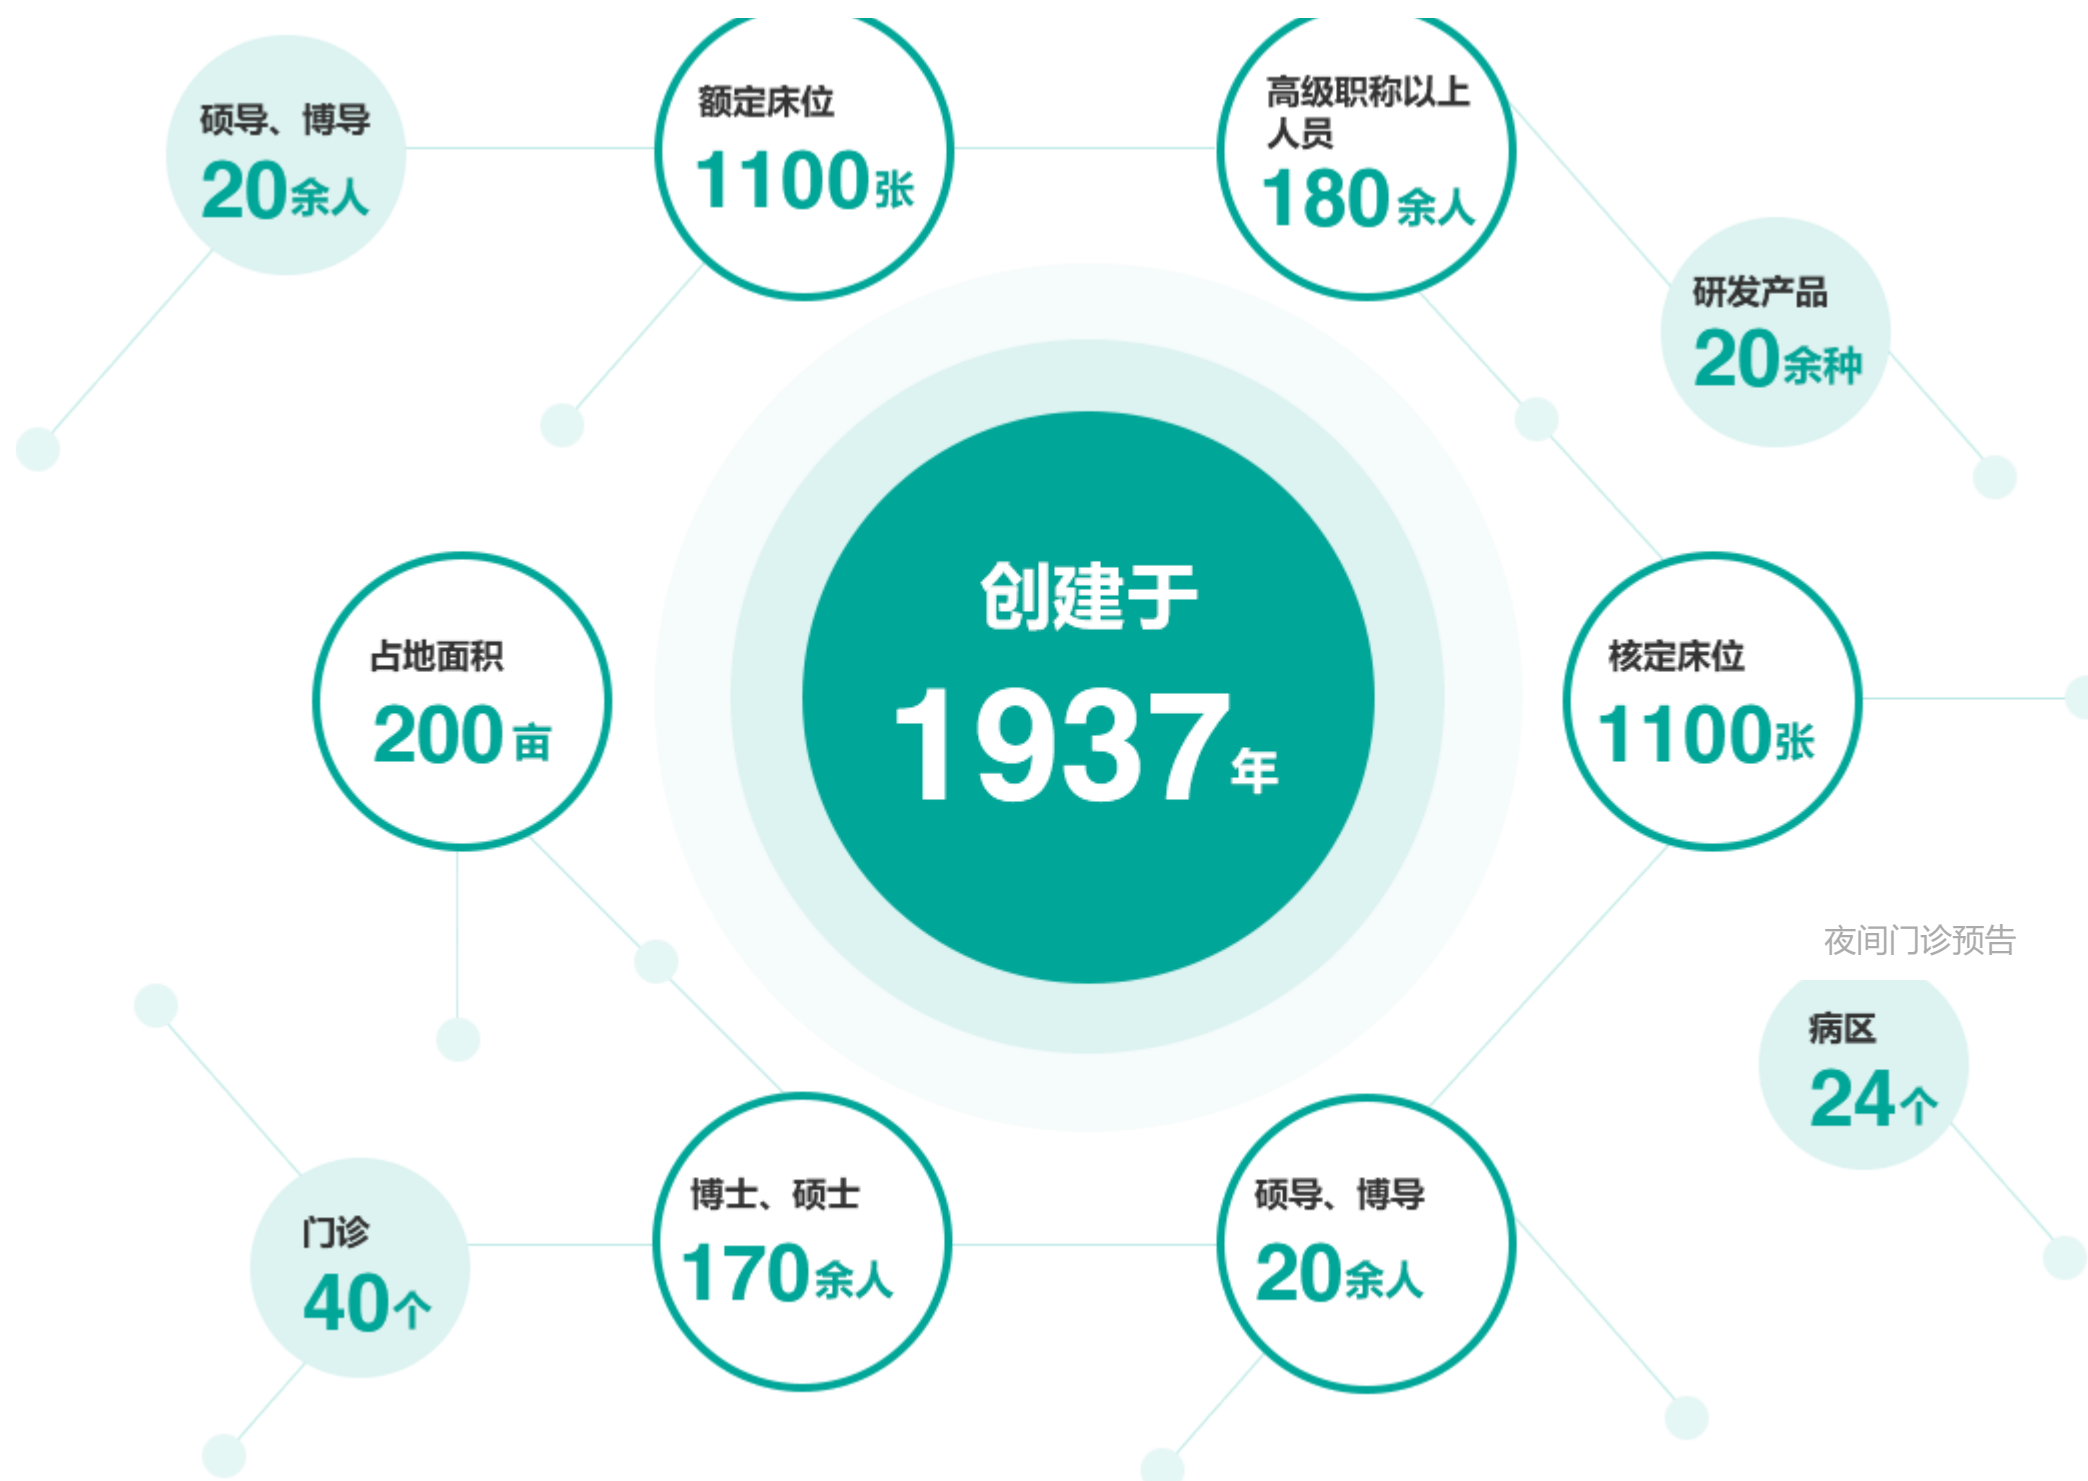 硕导、博导
20余人
额定床位
1100张
高级职称以上
人员
180余人
研发产品
20余种
创建于
1937年
占地面积
200亩
核定床位
1100张
夜间门诊预告
病区
24个
门诊
40个
博士、硕士
170余人
硕导、博导
20余人